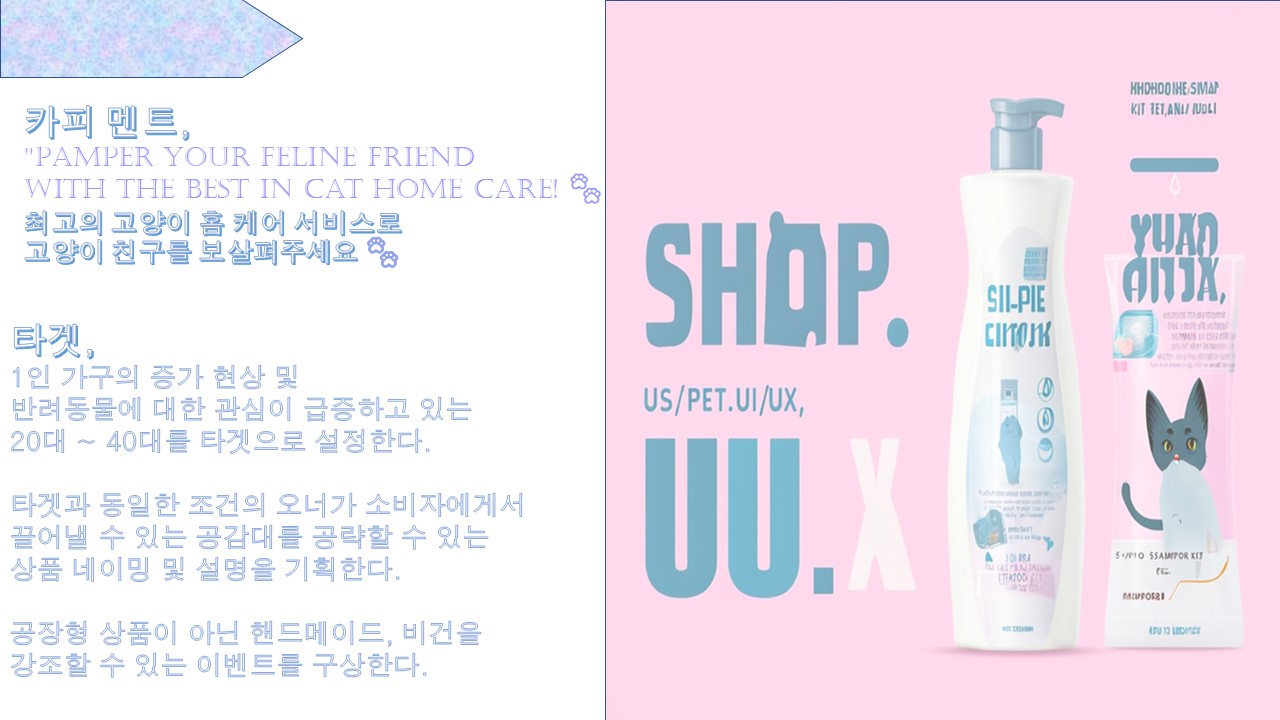 카피 멘트,
"PAMPER YOUR FELINE FRIEND
WITH THE BEST IN CAT HOME CARE!
최고의 고양이 홈 케어 서비스로
고양이 친구를 보살펴주세요
타겟,
1인 가구의 증가 현상 및
반려동물에 대한 관심이 급증하고 있는
20대 ~ 40대를 타겟으로 설정한다.
타겟과 동일한 조건의 오너가 소비자에게서
끌어낼 수 있는 공감대를 공략할 수 있는
상품 네이밍 및 설명을 기획한다.
공장형 상품이 아닌 핸드메이드, 비건을
강조할 수 있는 이벤트를 구상한다.
SHOP.
US/PET.UI/UX,
UU.X
SII-PIE